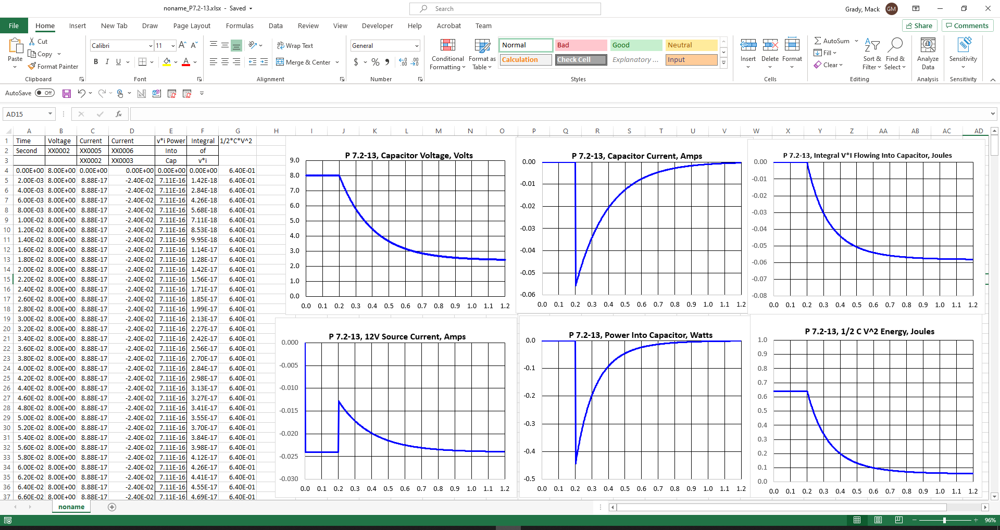 noname_P7.2-13.xlsx - Saved
Search
Grady, Mack
GM
File Home Insert New Tab Draw Page Layout Formulas Data Review View Developer Help Acrobat Team
Share Comments
Paste
Cut
Copy
Format Painter
Clipboard
Calibri 11
B I U
Font
Wrap Text
Merge & Center
Alignment
General
$ % ,
Number
Conditional Formatting
Format as Table
Normal Bad Good Neutral
Calculation Check Cell Explanatory ... Input
Styles
Insert Delete Format
Cells
AutoSum
Fill
Clear
Sort & Filter
Find & Select
Editing
Analyze Data
Analysis
Sensitivity
Sensitivity
AutoSave Off
AD15
fx
A B C D E F G H I J K L M N O P Q R S T U V W X Y Z AA AB AC AD
1 Time Voltage Current Current v*i Power Integral 1/2*C*V^2
2 Second XX0002 XX0005 XX0006 Into of
3 XX0002 XX0003 Cap v*i
4 0.00E+00 8.00E+00 0.00E+00 0.00E+00 0.00E+00 0.00E+00 6.40E-01
5 2.00E-03 8.00E+00 8.88E-17 -2.40E-02 7.11E-16 1.42E-18 6.40E-01
6 4.00E-03 8.00E+00 8.88E-17 -2.40E-02 7.11E-16 2.84E-18 6.40E-01
7 6.00E-03 8.00E+00 8.88E-17 -2.40E-02 7.11E-16 4.26E-18 6.40E-01
8 8.00E-03 8.00E+00 8.88E-17 -2.40E-02 7.11E-16 5.68E-18 6.40E-01
9 1.00E-02 8.00E+00 8.88E-17 -2.40E-02 7.11E-16 7.11E-18 6.40E-01
10 1.20E-02 8.00E+00 8.88E-17 -2.40E-02 7.11E-16 8.53E-18 6.40E-01
11 1.40E-02 8.00E+00 8.88E-17 -2.40E-02 7.11E-16 9.95E-18 6.40E-01
12 1.60E-02 8.00E+00 8.88E-17 -2.40E-02 7.11E-16 1.14E-17 6.40E-01
13 1.80E-02 8.00E+00 8.88E-17 -2.40E-02 7.11E-16 1.28E-17 6.40E-01
14 2.00E-02 8.00E+00 8.88E-17 -2.40E-02 7.11E-16 1.42E-17 6.40E-01
15 2.20E-02 8.00E+00 8.88E-17 -2.40E-02 7.11E-16 1.56E-17 6.40E-01
16 2.40E-02 8.00E+00 8.88E-17 -2.40E-02 7.11E-16 1.71E-17 6.40E-01
17 2.60E-02 8.00E+00 8.88E-17 -2.40E-02 7.11E-16 1.85E-17 6.40E-01
18 2.80E-02 8.00E+00 8.88E-17 -2.40E-02 7.11E-16 1.99E-17 6.40E-01
19 3.00E-02 8.00E+00 8.88E-17 -2.40E-02 7.11E-16 2.13E-17 6.40E-01
20 3.20E-02 8.00E+00 8.88E-17 -2.40E-02 7.11E-16 2.27E-17 6.40E-01
21 3.40E-02 8.00E+00 8.88E-17 -2.40E-02 7.11E-16 2.42E-17 6.40E-01
22 3.60E-02 8.00E+00 8.88E-17 -2.40E-02 7.11E-16 2.56E-17 6.40E-01
23 3.80E-02 8.00E+00 8.88E-17 -2.40E-02 7.11E-16 2.70E-17 6.40E-01
24 4.00E-02 8.00E+00 8.88E-17 -2.40E-02 7.11E-16 2.84E-17 6.40E-01
25 4.20E-02 8.00E+00 8.88E-17 -2.40E-02 7.11E-16 2.98E-17 6.40E-01
26 4.40E-02 8.00E+00 8.88E-17 -2.40E-02 7.11E-16 3.13E-17 6.40E-01
27 4.60E-02 8.00E+00 8.88E-17 -2.40E-02 7.11E-16 3.27E-17 6.40E-01
28 4.80E-02 8.00E+00 8.88E-17 -2.40E-02 7.11E-16 3.41E-17 6.40E-01
29 5.00E-02 8.00E+00 8.88E-17 -2.40E-02 7.11E-16 3.55E-17 6.40E-01
30 5.20E-02 8.00E+00 8.88E-17 -2.40E-02 7.11E-16 3.70E-17 6.40E-01
31 5.40E-02 8.00E+00 8.88E-17 -2.40E-02 7.11E-16 3.84E-17 6.40E-01
32 5.60E-02 8.00E+00 8.88E-17 -2.40E-02 7.11E-16 3.98E-17 6.40E-01
33 5.80E-02 8.00E+00 8.88E-17 -2.40E-02 7.11E-16 4.12E-17 6.40E-01
34 6.00E-02 8.00E+00 8.88E-17 -2.40E-02 7.11E-16 4.26E-17 6.40E-01
35 6.20E-02 8.00E+00 8.88E-17 -2.40E-02 7.11E-16 4.41E-17 6.40E-01
36 6.40E-02 8.00E+00 8.88E-17 -2.40E-02 7.11E-16 4.55E-17 6.40E-01
37 6.60E-02 8.00E+00 8.88E-17 -2.40E-02 7.11E-16 4.69E-17 6.40E-01
P 7.2-13, Capacitor Voltage, Volts
9.0
8.0
7.0
6.0
5.0
4.0
3.0
2.0
1.0
0.0
0.0 0.1 0.2 0.3 0.4 0.5 0.6 0.7 0.8 0.9 1.0 1.1 1.2
P 7.2-13, Capacitor Current, Amps
0.00
-0.01
-0.02
-0.03
-0.04
-0.05
-0.06
0.0 0.1 0.2 0.3 0.4 0.5 0.6 0.7 0.8 0.9 1.0 1.1 1.2
P 7.2-13, Integral V*I Flowing Into Capacitor, Joules
0.00
-0.01
-0.02
-0.03
-0.04
-0.05
-0.06
-0.07
-0.08
0.0 0.1 0.2 0.3 0.4 0.5 0.6 0.7 0.8 0.9 1.0 1.1 1.2
P 7.2-13, 12V Source Current, Amps
0.000
-0.005
-0.010
-0.015
-0.020
-0.025
-0.030
0.0 0.1 0.2 0.3 0.4 0.5 0.6 0.7 0.8 0.9 1.0 1.1 1.2
P 7.2-13, Power Into Capacitor, Watts
0.0
-0.1
-0.2
-0.3
-0.4
-0.5
0.0 0.1 0.2 0.3 0.4 0.5 0.6 0.7 0.8 0.9 1.0 1.1 1.2
P 7.2-13, 1/2 C V^2 Energy, Joules
1.0
0.9
0.8
0.7
0.6
0.5
0.4
0.3
0.2
0.1
0.0
0.0 0.1 0.2 0.3 0.4 0.5 0.6 0.7 0.8 0.9 1.0 1.1 1.2
noname
96%